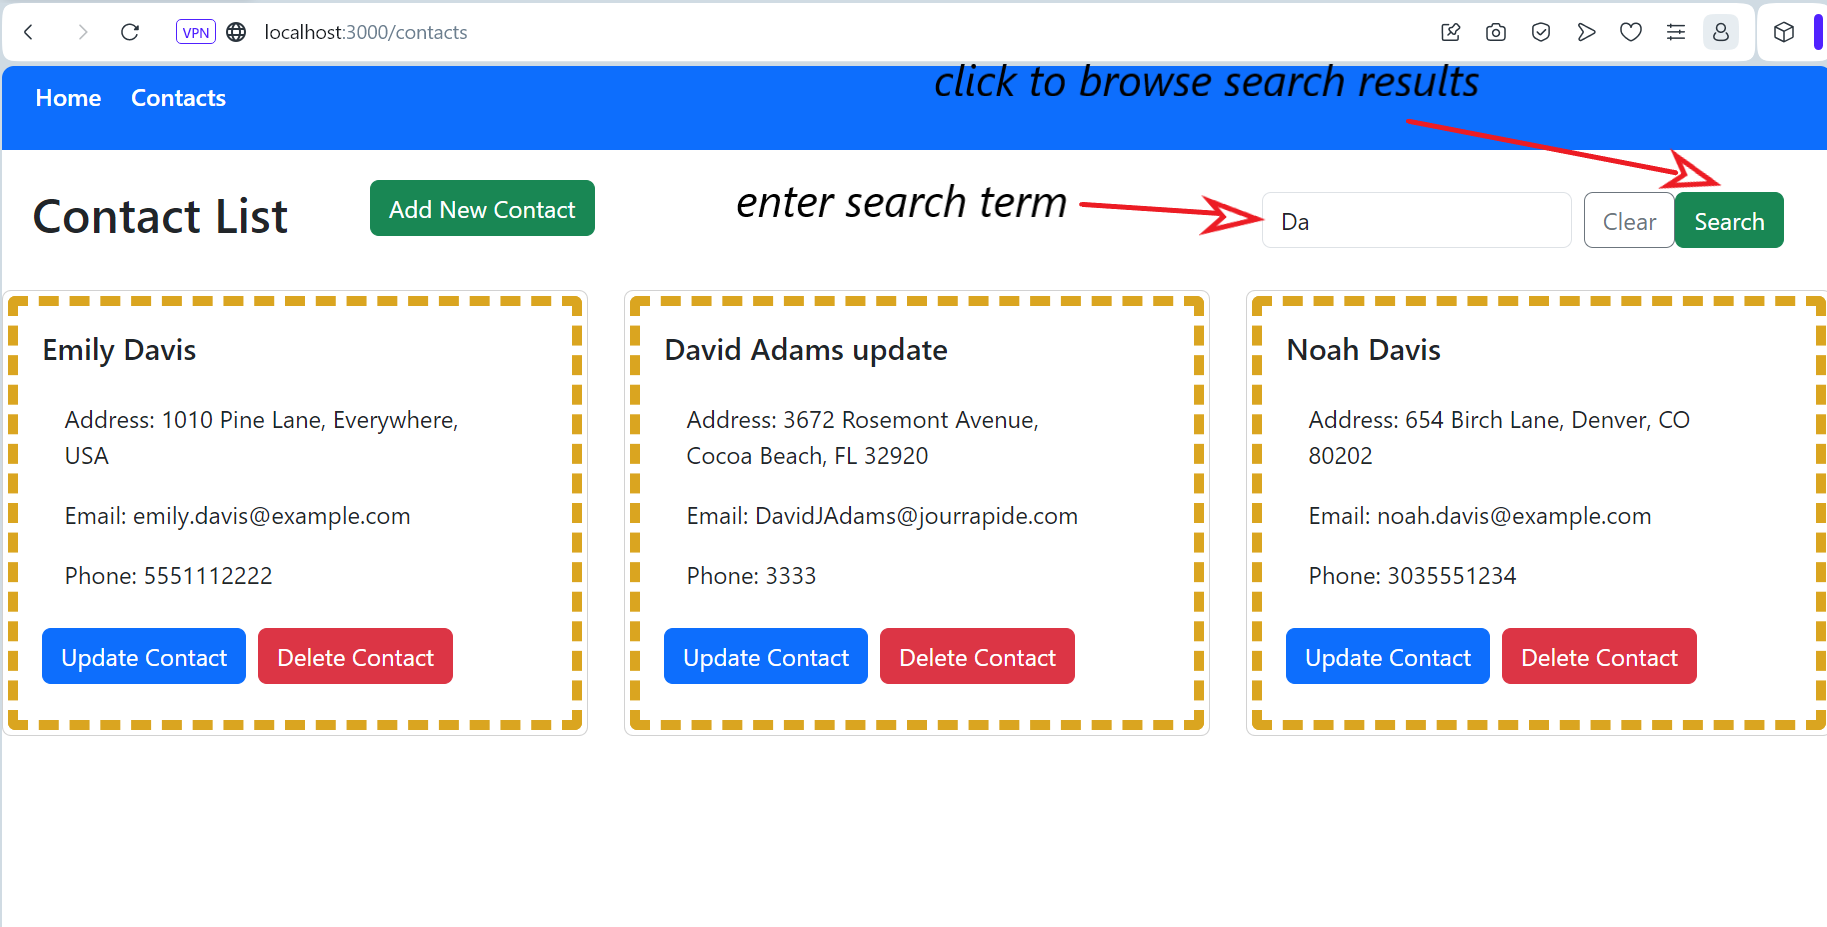 VPN localhost:3000/contacts
click to browse search results
Home Contacts
Contact List
Add New Contact
enter search term
Da
Clear
Search
Emily Davis
Address: 1010 Pine Lane, Everywhere,
USA
Email: emily.davis@example.com
Phone: 5551112222
Update Contact
Delete Contact
David Adams update
Address: 3672 Rosemont Avenue,
Cocoa Beach, FL 32920
Email: DavidJAdams@jourrapide.com
Phone: 3333
Update Contact
Delete Contact
Noah Davis
Address: 654 Birch Lane, Denver, CO
80202
Email: noah.davis@example.com
Phone: 3035551234
Update Contact
Delete Contact